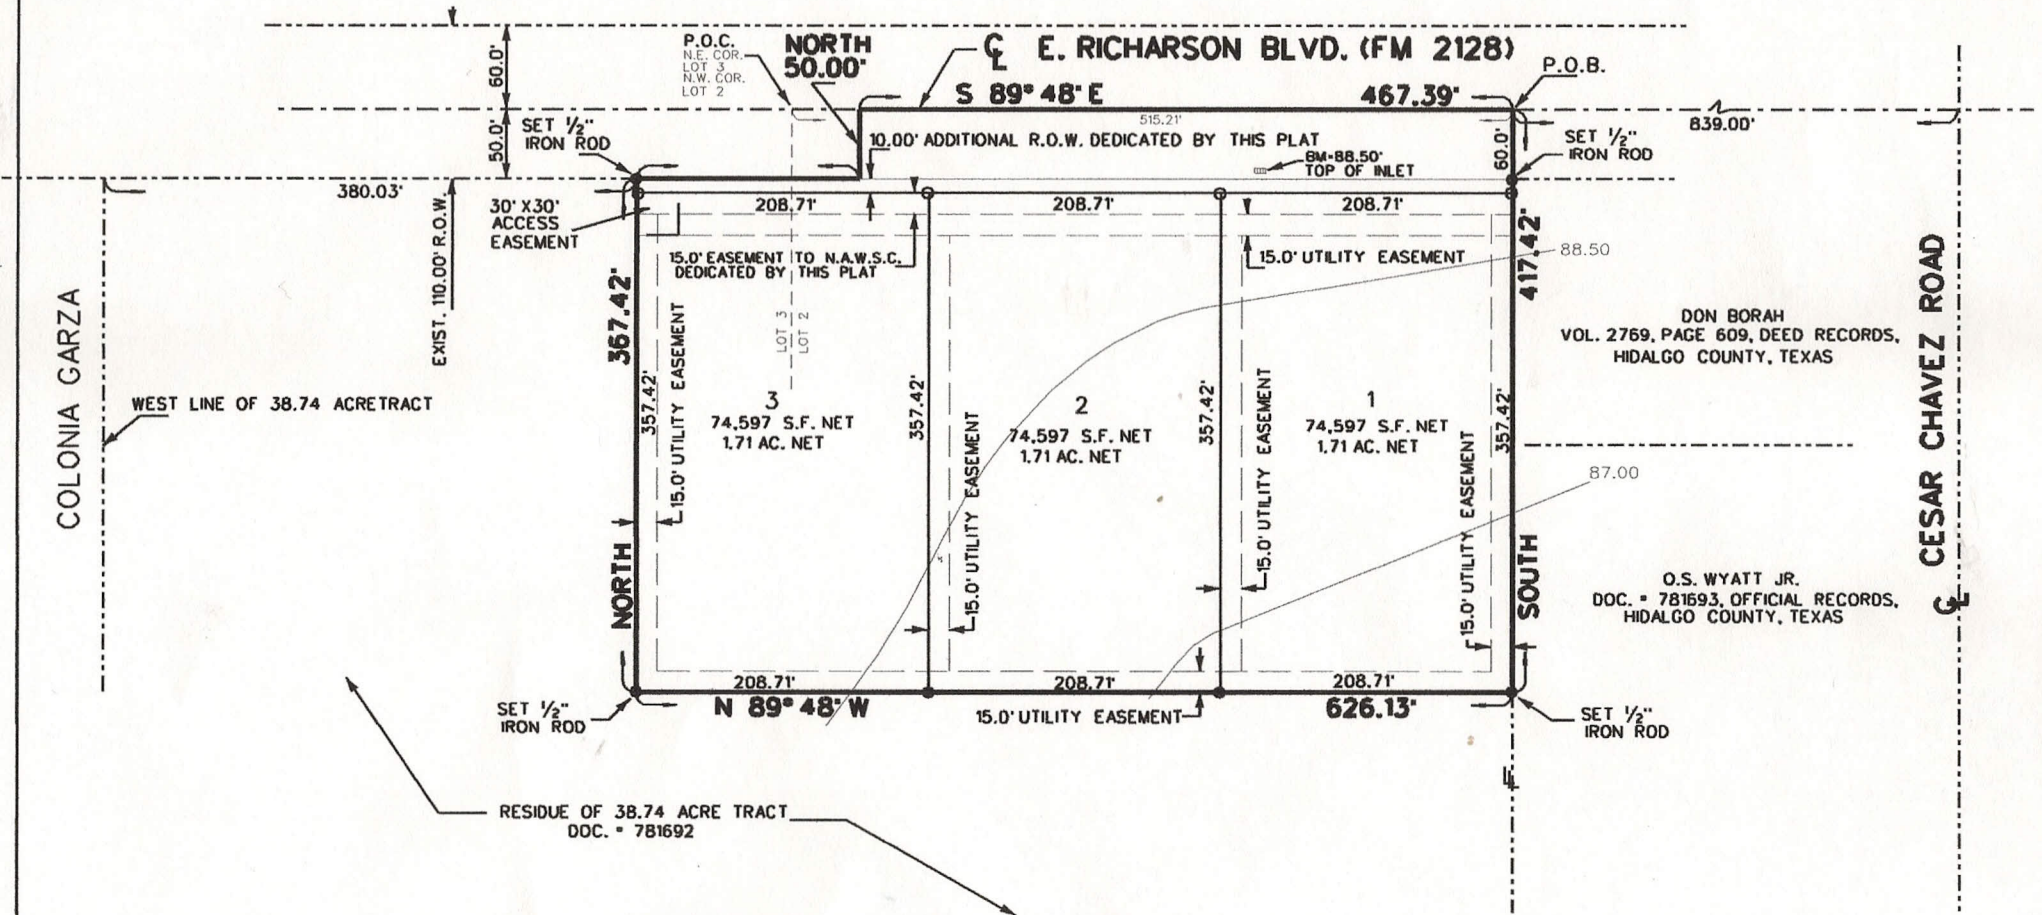 P.O.C.
N.E. COR.
LOT 3
N.W. COR.
LOT 2
NORTH
50.00'
℄ E. RICHARSON BLVD. (FM 2128)
P.O.B.
S 89° 48' E
467.39'
515.21'
839.00'
60.0'
50.0'
SET ½"
IRON ROD
10.00' ADDITIONAL R.O.W. DEDICATED BY THIS PLAT
BM=88.50'
TOP OF INLET
60.0'
SET ½"
IRON ROD
380.03'
EXIST. 110.00' R.O.W.
30' X30'
ACCESS
EASEMENT
208.71'
208.71'
208.71'
15.0' EASEMENT TO N.A.W.S.C.
DEDICATED BY THIS PLAT
15.0' UTILITY EASEMENT
88.50
417.42'
367.42'
COLONIA GARZA
WEST LINE OF 38.74 ACRETRACT
LOT 3
LOT 2
357.42'
15.0' UTILITY EASEMENT
3
74,597 S.F. NET
1.71 AC. NET
357.42'
15.0' UTILITY EASEMENT
2
74,597 S.F. NET
1.71 AC. NET
357.42'
15.0' UTILITY EASEMENT
1
74,597 S.F. NET
1.71 AC. NET
15.0' UTILITY EASEMENT
357.42'
DON BORAH
VOL. 2769, PAGE 609, DEED RECORDS,
HIDALGO COUNTY, TEXAS
87.00
℄ CESAR CHAVEZ ROAD
O.S. WYATT JR.
DOC. = 781693, OFFICIAL RECORDS,
HIDALGO COUNTY, TEXAS
NORTH
SOUTH
208.71'
208.71'
208.71'
SET ½"
IRON ROD
N 89° 48' W
15.0' UTILITY EASEMENT
626.13'
SET ½"
IRON ROD
RESIDUE OF 38.74 ACRE TRACT
DOC. = 781692